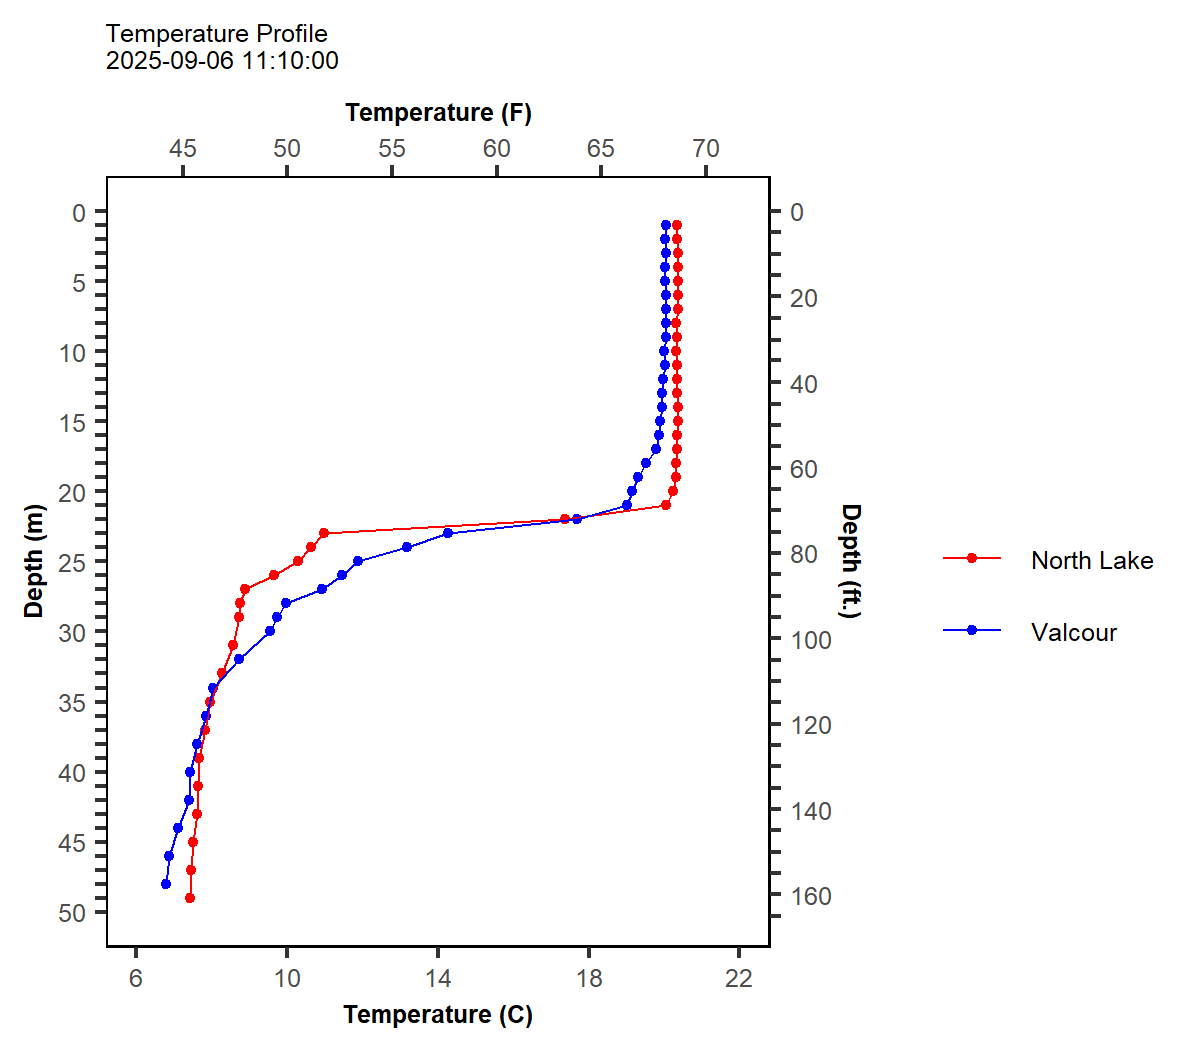 Temperature Profile
2025-09-06 11:10:00
Temperature (F)
45 50 55 60 65 70
0 0
5
20
10
40
15
60
20
80
25
100
30
35
120
40
140
45
160
50
Depth (m)
Depth (ft.)
North Lake
Valcour
6 10 14 18 22
Temperature (C)